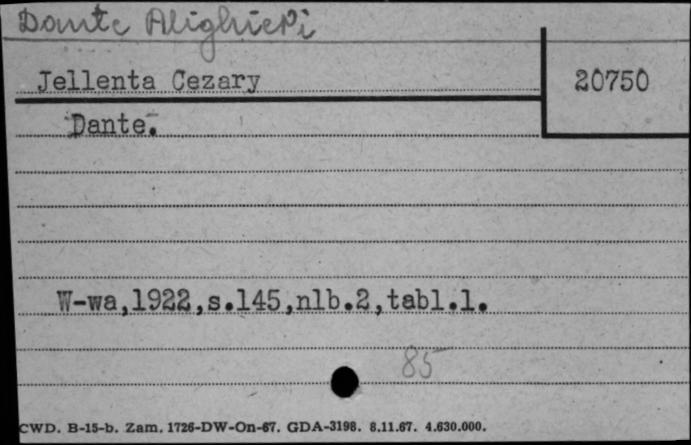 Dante Alighieri
Jellenta Cezary
20750
Dante.
W-wa,1922,s.145,nlb.2,tabl.1.
85
CWD. B-15-b. Zam. 1726-DW-On-67. GDA-3198. 8.11.67. 4.630.000.